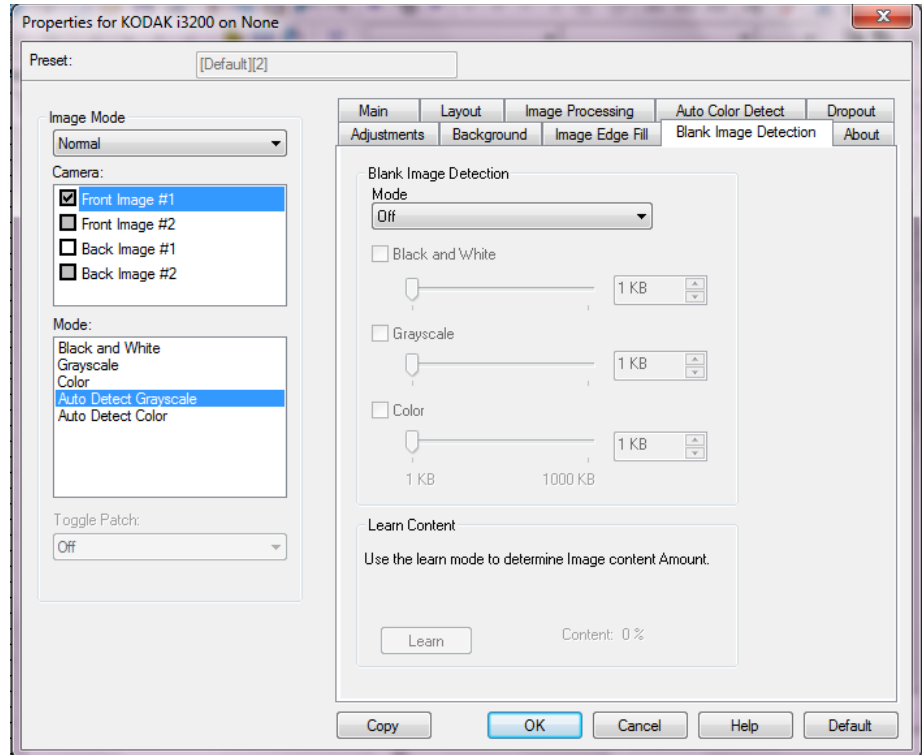 Properties for KODAK i3200 on None
Preset:
[Default][2]
Image Mode
Normal
Camera:
Front Image #1
Front Image #2
Back Image #1
Back Image #2
Mode:
Black and White
Grayscale
Color
Auto Detect Grayscale
Auto Detect Color
Toggle Patch:
Off
Main Layout Image Processing Auto Color Detect Dropout
Adjustments Background Image Edge Fill Blank Image Detection About
Blank Image Detection
Mode
Off
Black and White
1 KB
Grayscale
1 KB
Color
1 KB
1 KB 1000 KB
Learn Content
Use the learn mode to determine Image content Amount.
Learn Content: 0 %
Copy OK Cancel Help Default